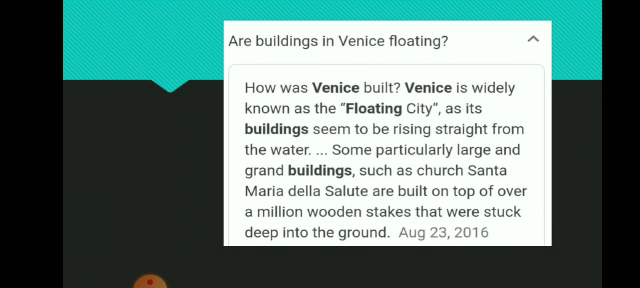 Are buildings in Venice floating?
How was Venice built? Venice is widely
known as the “Floating City”, as its
buildings seem to be rising straight from
the water. ... Some particularly large and
grand buildings, such as church Santa
Maria della Salute are built on top of over
a million wooden stakes that were stuck
deep into the ground. Aug 23, 2016